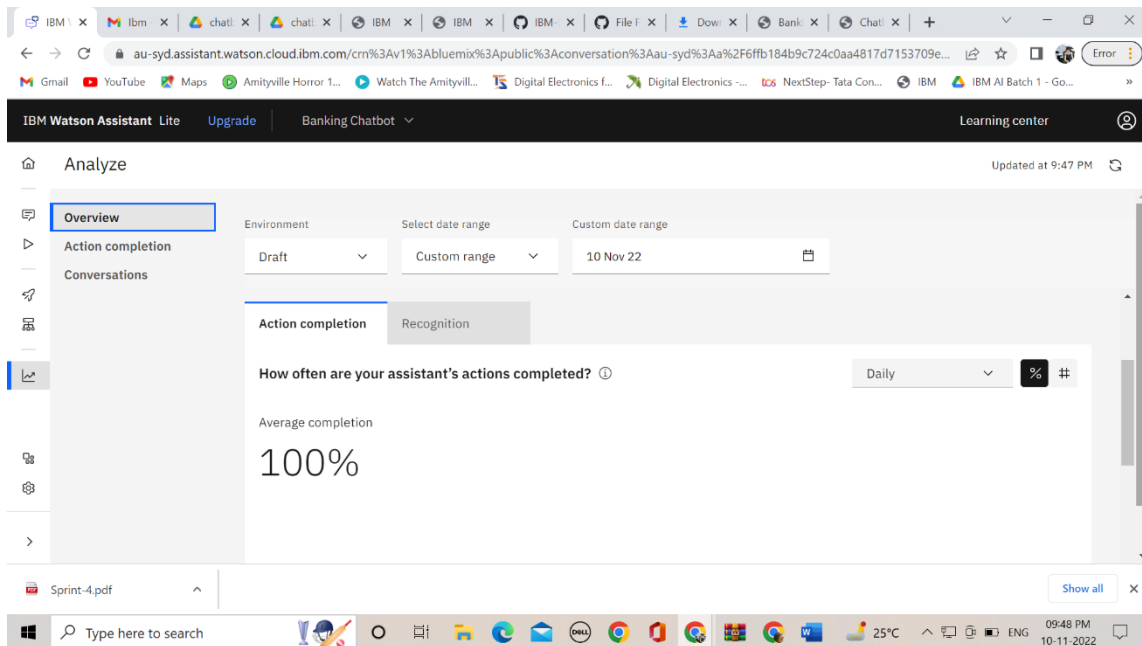 IBM W
Ibm -
chatb
chatb
IBM
IBM
IBM-
File F
Dow
Bank
Chatl
au-syd.assistant.watson.cloud.ibm.com/crn%3Av1%3Abluemix%3Apublic%3Aconversation%3Aau-syd%3Aa%2F6ffb184b9c724c0aa4817d7153709e...
Error
Gmail
YouTube
Maps
Amityville Horror 1...
Watch The Amityvill...
Digital Electronics f...
Digital Electronics -...
tcs NextStep- Tata Con...
IBM
IBM AI Batch 1 - Go...
»
IBM Watson Assistant Lite
Upgrade
Banking Chatbot
Learning center
Analyze
Updated at 9:47 PM
Overview
Action completion
Conversations
Environment
Select date range
Custom date range
Draft
Custom range
10 Nov 22
Action completion
Recognition
How often are your assistant's actions completed?
Daily
%
#
Average completion
100%
Sprint-4.pdf
Show all
Type here to search
DELL
25°C
ENG
09:48 PM
10-11-2022